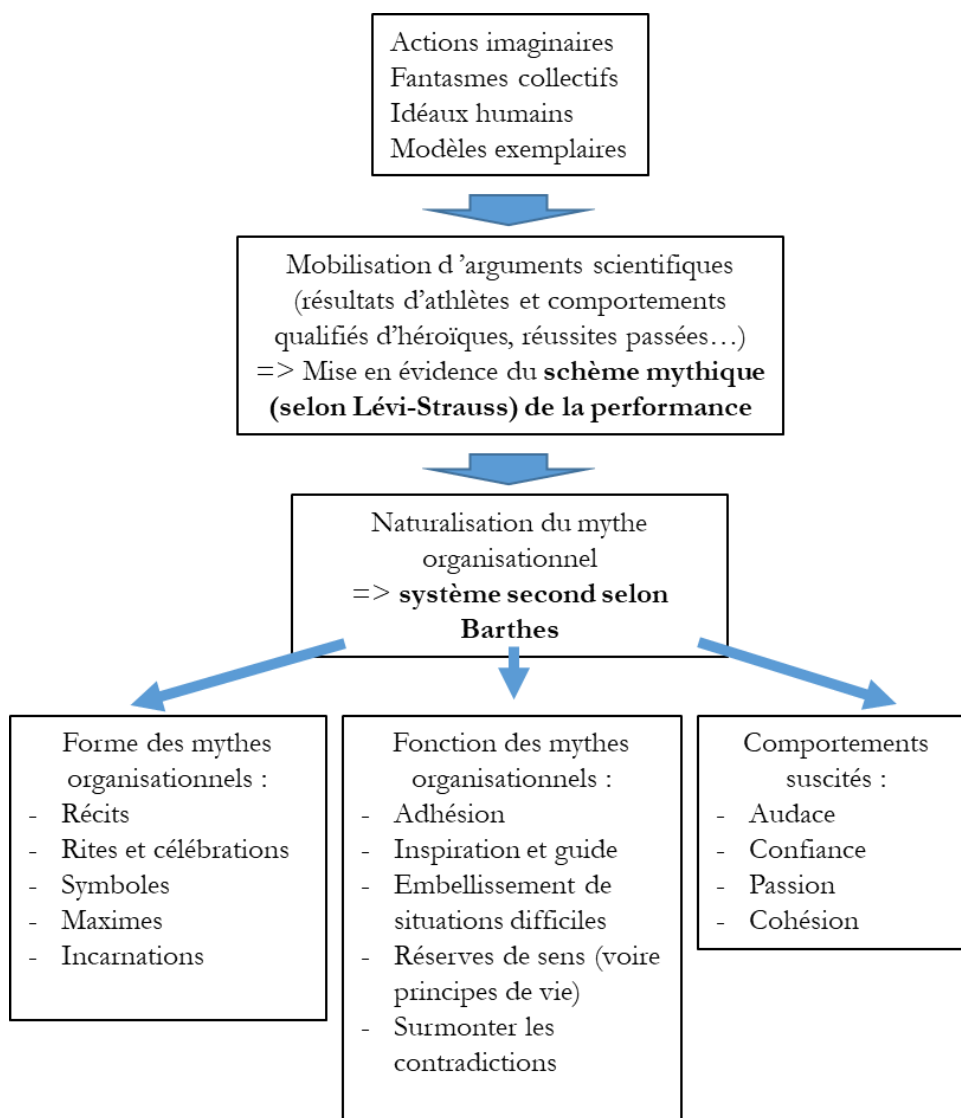 Actions imaginaires
Fantasmes collectifs
Idéaux humains
Modèles exemplaires
Mobilisation d ’arguments scientifiques
(résultats d’athlètes et comportements
qualifiés d’héroïques, réussites passées…)
=> Mise en évidence du schème mythique
(selon Lévi-Strauss) de la performance
Naturalisation du mythe
organisationnel
=> système second selon
Barthes
Forme des mythes
organisationnels :
- Récits
- Rites et célébrations
- Symboles
- Maximes
- Incarnations
Fonction des mythes
organisationnels :
- Adhésion
- Inspiration et guide
- Embellissement de
situations difficiles
- Réserves de sens (voire
principes de vie)
- Surmonter les
contradictions
Comportements
suscités :
- Audace
- Confiance
- Passion
- Cohésion